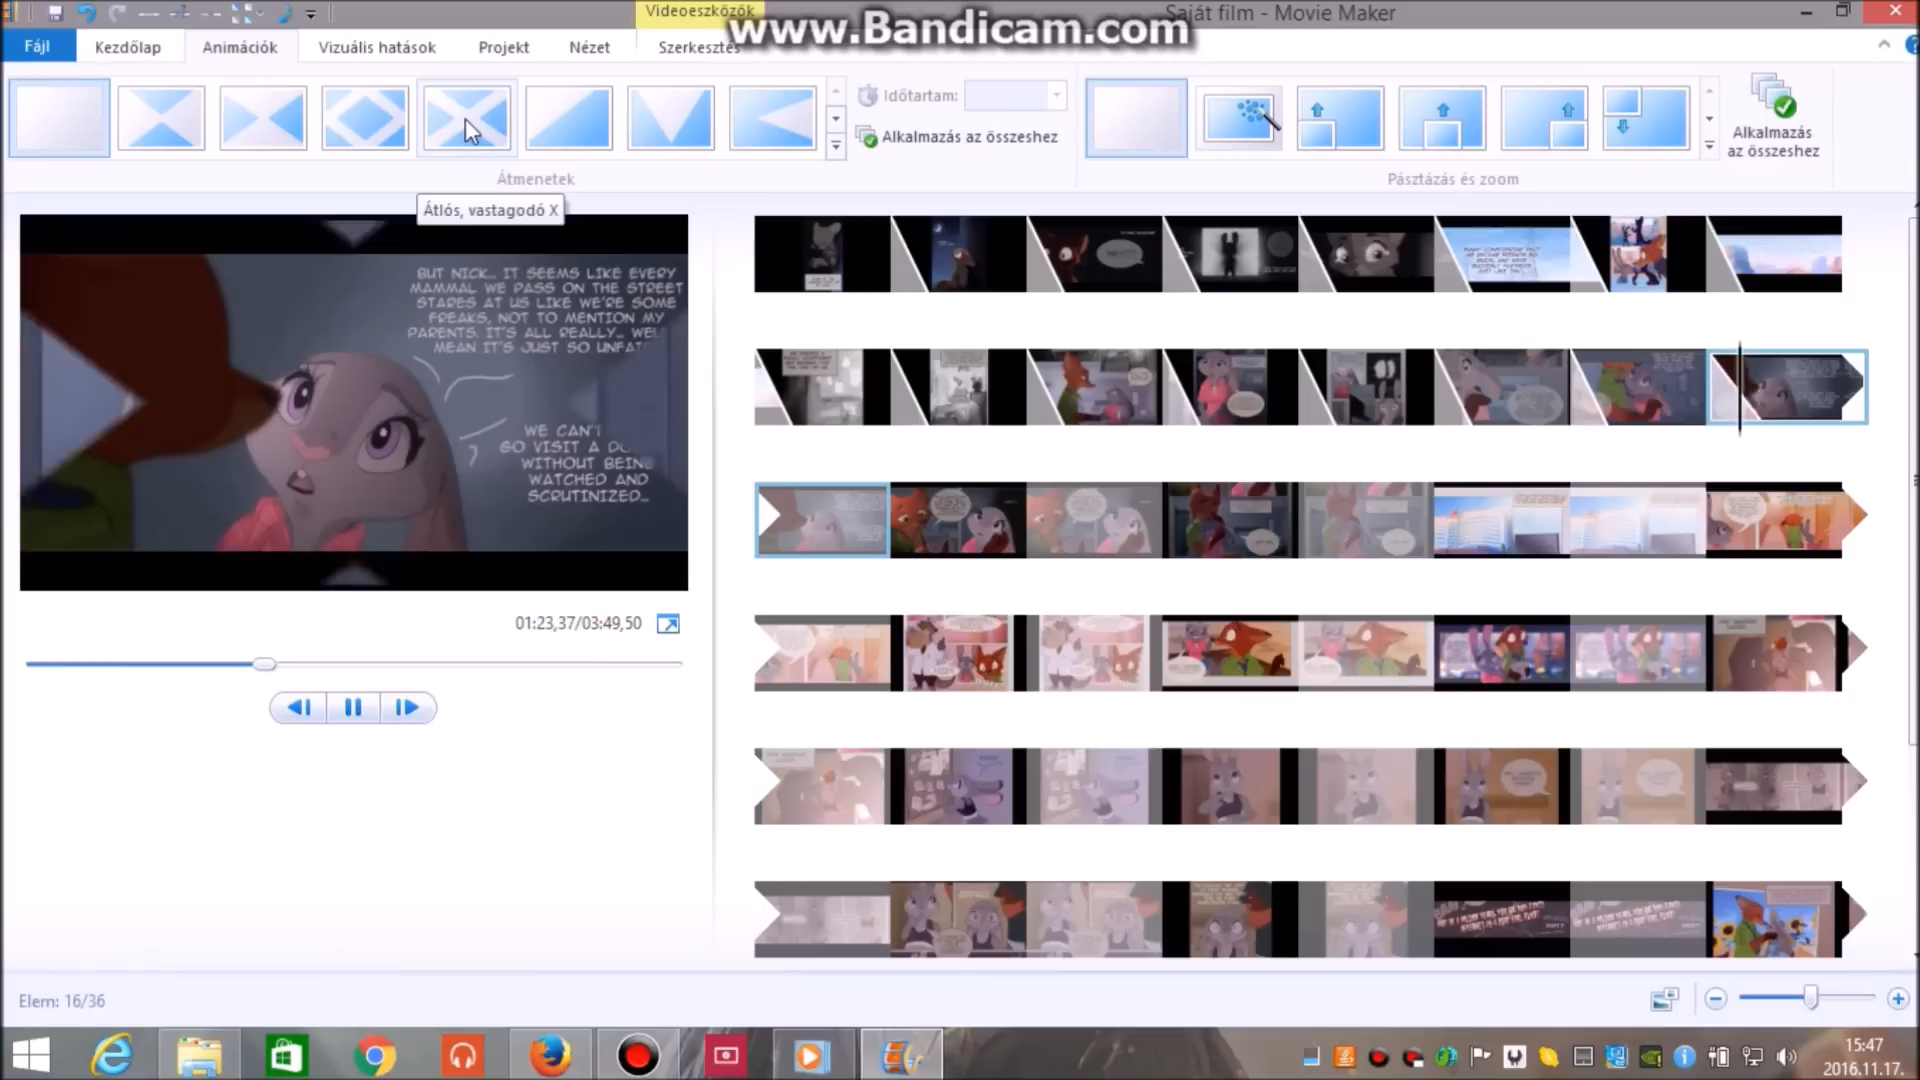 Videoeszközök
Saját film - Movie Maker
www.Bandicam.com
Fájl
Kezdőlap
Animációk
Vizuális hatások
Projekt
Nézet
Szerkesztés
Időtartam:
Alkalmazás az összeshez
Alkalmazás
az összeshez
Átmenetek
Pásztázás és zoom
Átlós, vastagodó X
BUT NICK... IT SEEMS LIKE EVERY
MAMMAL WE PASS ON THE STREET
STARES AT US LIKE WE'RE SOME
FREAKS, NOT TO MENTION MY
PARENTS. IT'S ALL REALLY... WEL
MEAN IT'S JUST SO UNFAI
WE CAN'T
GO VISIT A DO
WITHOUT BEING
WATCHED AND
SCRUTINIZED...
01:23,37/03:49,50
Elem: 16/36
15:47
2016.11.17.